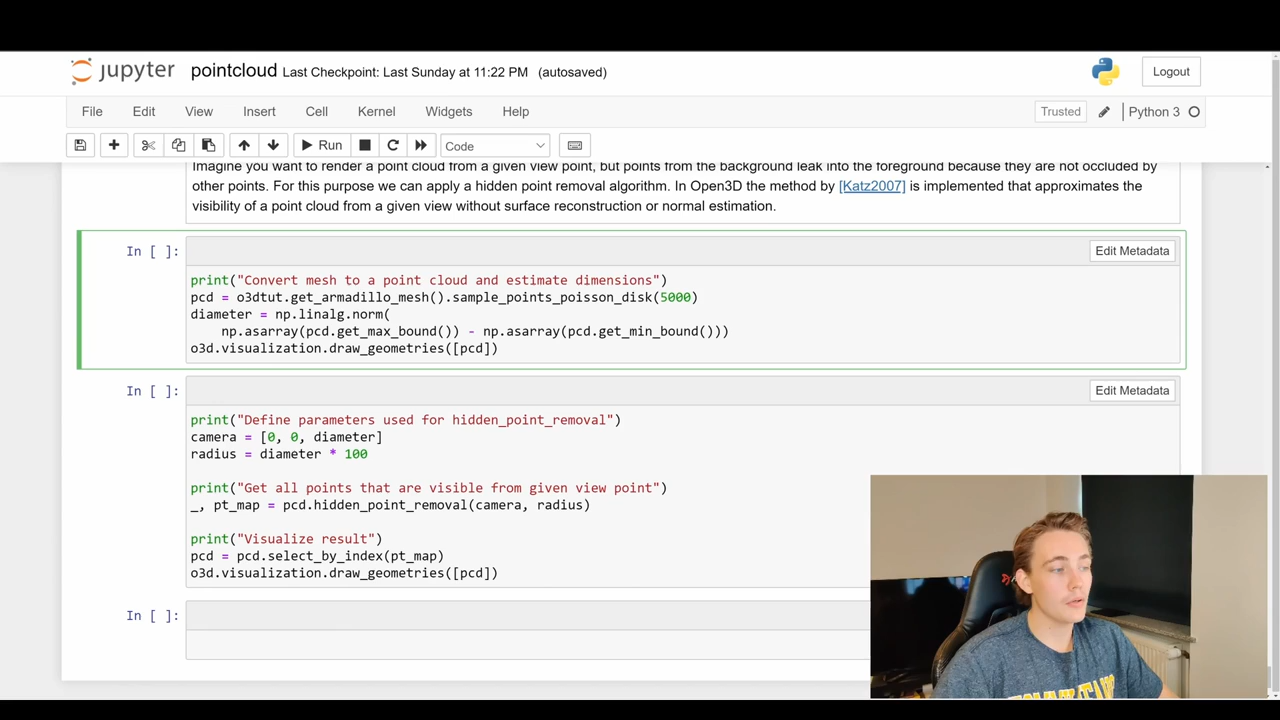 jupyter pointcloud Last Checkpoint: Last Sunday at 11:22 PM (autosaved) Logout
File Edit View Insert Cell Kernel Widgets Help Trusted Python 3
Run Code
Imagine you want to render a point cloud from a given view point, but points from the background leak into the foreground because they are not occluded by
other points. For this purpose we can apply a hidden point removal algorithm. In Open3D the method by [Katz2007] is implemented that approximates the
visibility of a point cloud from a given view without surface reconstruction or normal estimation.
In [ ]: Edit Metadata
print("Convert mesh to a point cloud and estimate dimensions")
pcd = o3dtut.get_armadillo_mesh().sample_points_poisson_disk(5000)
diameter = np.linalg.norm(
np.asarray(pcd.get_max_bound()) - np.asarray(pcd.get_min_bound()))
o3d.visualization.draw_geometries([pcd])
In [ ]: Edit Metadata
print("Define parameters used for hidden_point_removal")
camera = [0, 0, diameter]
radius = diameter * 100
print("Get all points that are visible from given view point")
_, pt_map = pcd.hidden_point_removal(camera, radius)
print("Visualize result")
pcd = pcd.select_by_index(pt_map)
o3d.visualization.draw_geometries([pcd])
In [ ]: